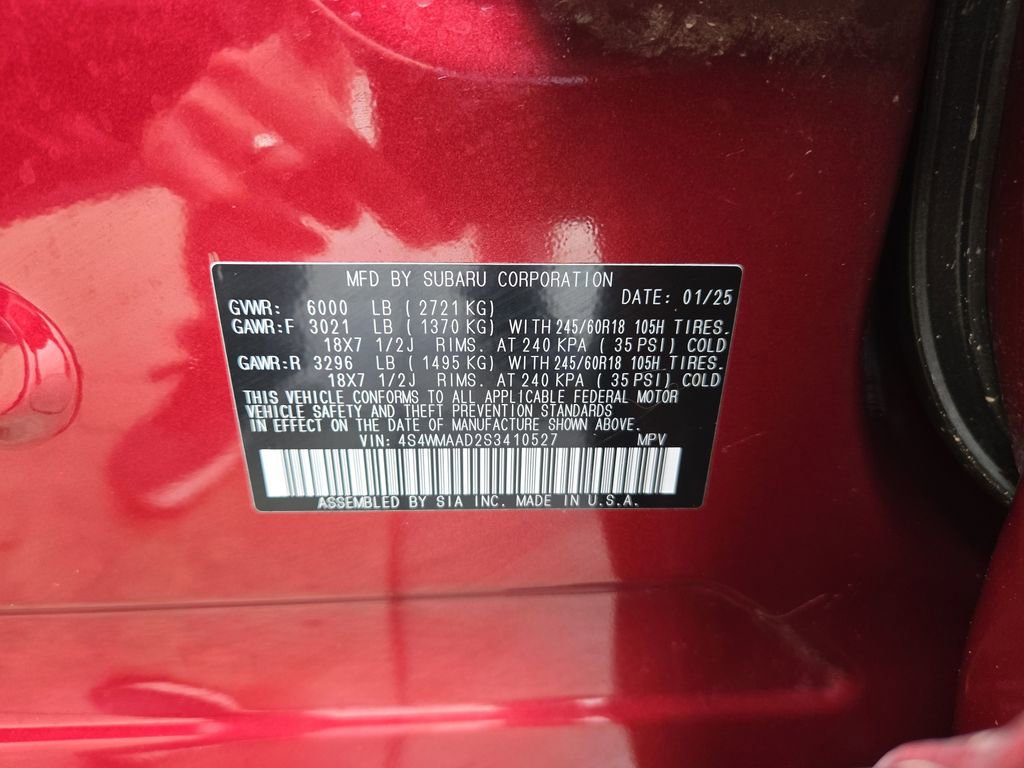 MFD BY SUBARU CORPORATION
DATE: 01/25
GVWR: 6000 LB ( 2721 KG)
GAWR:F 3021 LB ( 1370 KG) WITH 245/60R18 105H TIRES.
18X7 1/2J RIMS. AT 240 KPA ( 35 PSI) COLD
GAWR:R 3296 LB ( 1495 KG) WITH 245/60R18 105H TIRES.
18X7 1/2J RIMS. AT 240 KPA ( 35 PSI) COLD
THIS VEHICLE CONFORMS TO ALL APPLICABLE FEDERAL MOTOR
VEHICLE SAFETY AND THEFT PREVENTION STANDARDS
IN EFFECT ON THE DATE OF MANUFACTURE SHOWN ABOVE.
VIN: 4S4WMAAD2S3410527 MPV
ASSEMBLED BY SIA INC. MADE IN U.S.A.